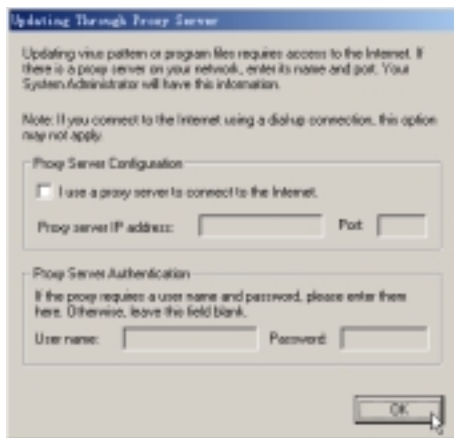 Updating Through Proxy Server
Updating virus pattern or program files requires access to the Internet. If
there is a proxy server on your network, enter its name and port. Your
System Administrator will have this information.
Note: If you connect to the Internet using a dial-up connection, this option
may not apply.
Proxy Server Configuration
I use a proxy server to connect to the Internet.
Proxy server IP address: Port:
Proxy Server Authentication
If the proxy requires a user name and password, please enter them
here. Otherwise, leave this field blank.
User name: Password:
OK